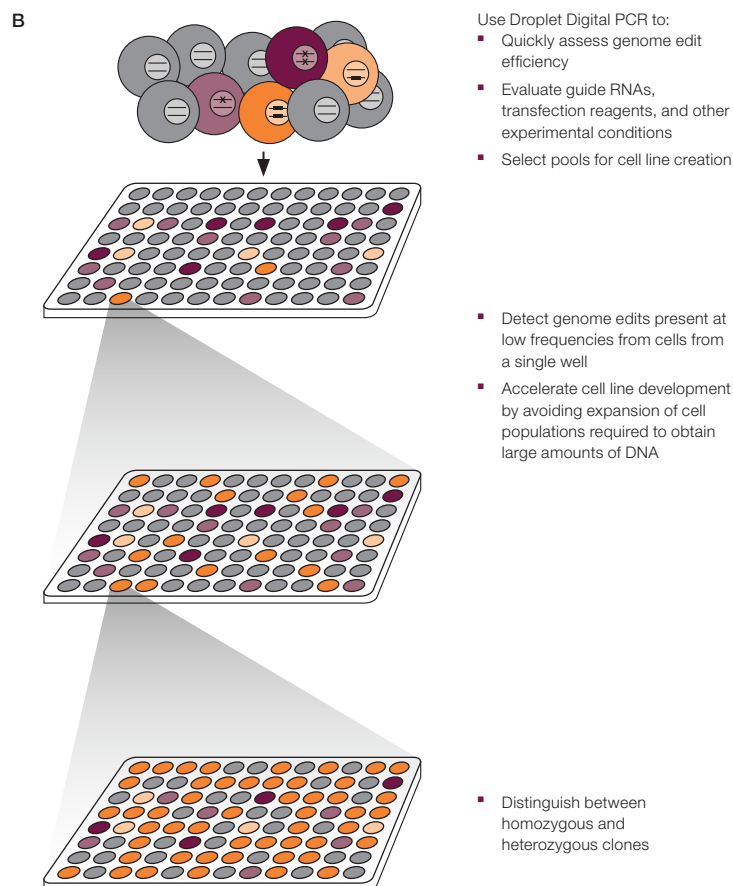 B
Use Droplet Digital PCR to:
▪ Quickly assess genome edit
efficiency
▪ Evaluate guide RNAs,
transfection reagents, and other
experimental conditions
▪ Select pools for cell line creation
▪ Detect genome edits present at
low frequencies from cells from
a single well
▪ Accelerate cell line development
by avoiding expansion of cell
populations required to obtain
large amounts of DNA
▪ Distinguish between
homozygous and
heterozygous clones